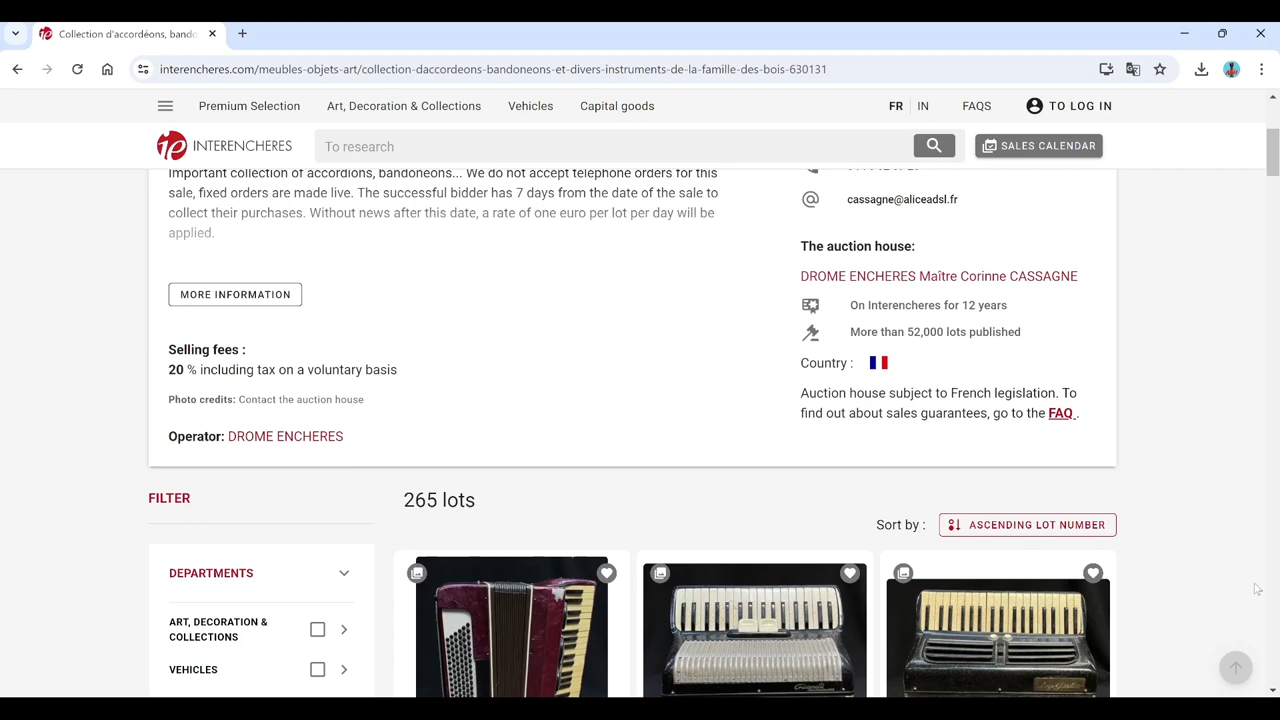 Collection d'accordéons, bando
interencheres.com/meubles-objets-art/collection-daccordeons-bandoneons-et-divers-instruments-de-la-famille-des-bois-630131
Premium Selection
Art, Decoration & Collections
Vehicles
Capital goods
FR
IN
FAQS
TO LOG IN
INTERENCHERES
To research
SALES CALENDAR
Important collection of accordions, bandoneons... We do not accept telephone orders for this
sale, fixed orders are made live. The successful bidder has 7 days from the date of the sale to
collect their purchases. Without news after this date, a rate of one euro per lot per day will be
applied.
MORE INFORMATION
Selling fees :
20 % including tax on a voluntary basis
Photo credits: Contact the auction house
Operator: DROME ENCHERES
cassagne@aliceadsl.fr
The auction house:
DROME ENCHERES Maître Corinne CASSAGNE
On Interencheres for 12 years
More than 52,000 lots published
Country :
Auction house subject to French legislation. To
find out about sales guarantees, go to the FAQ .
FILTER
265 lots
Sort by :
ASCENDING LOT NUMBER
DEPARTMENTS
ART, DECORATION &
COLLECTIONS
VEHICLES